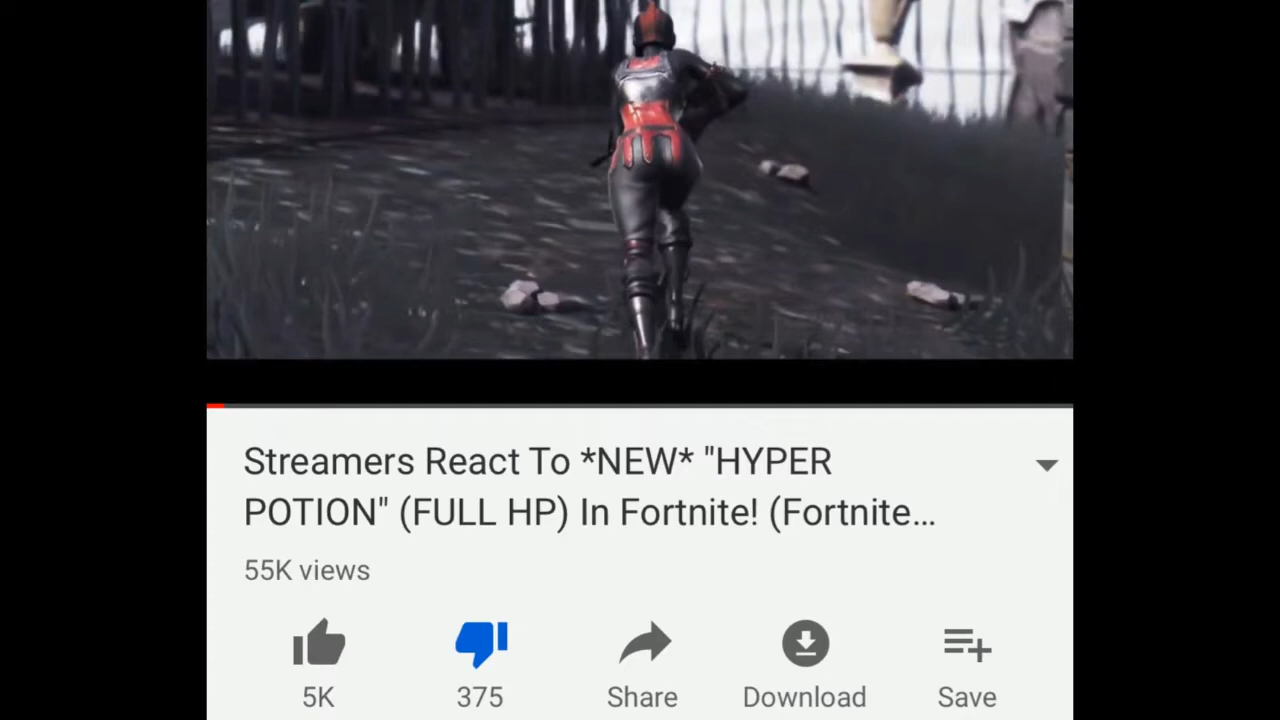 Streamers React To *NEW* "HYPER
POTION" (FULL HP) In Fortnite! (Fortnite...
55K views
5K
375
Share
Download
Save